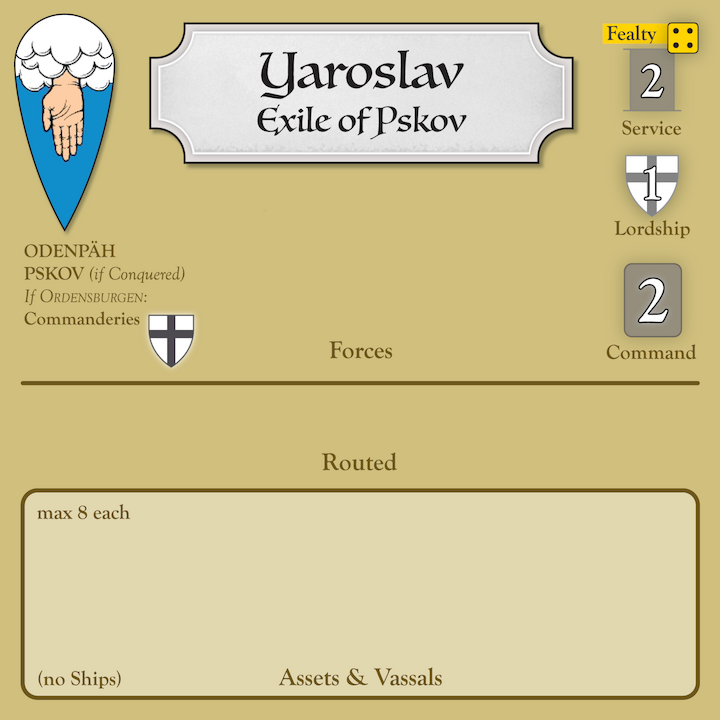 Yaroslav
Exile of Pskov
Fealty
2
Service
1
Lordship
2
Command
ODENPÄH
PSKOV (if Conquered)
If ORDENSBURGEN:
Commanderies
Forces
Routed
max 8 each
(no Ships)
Assets & Vassals